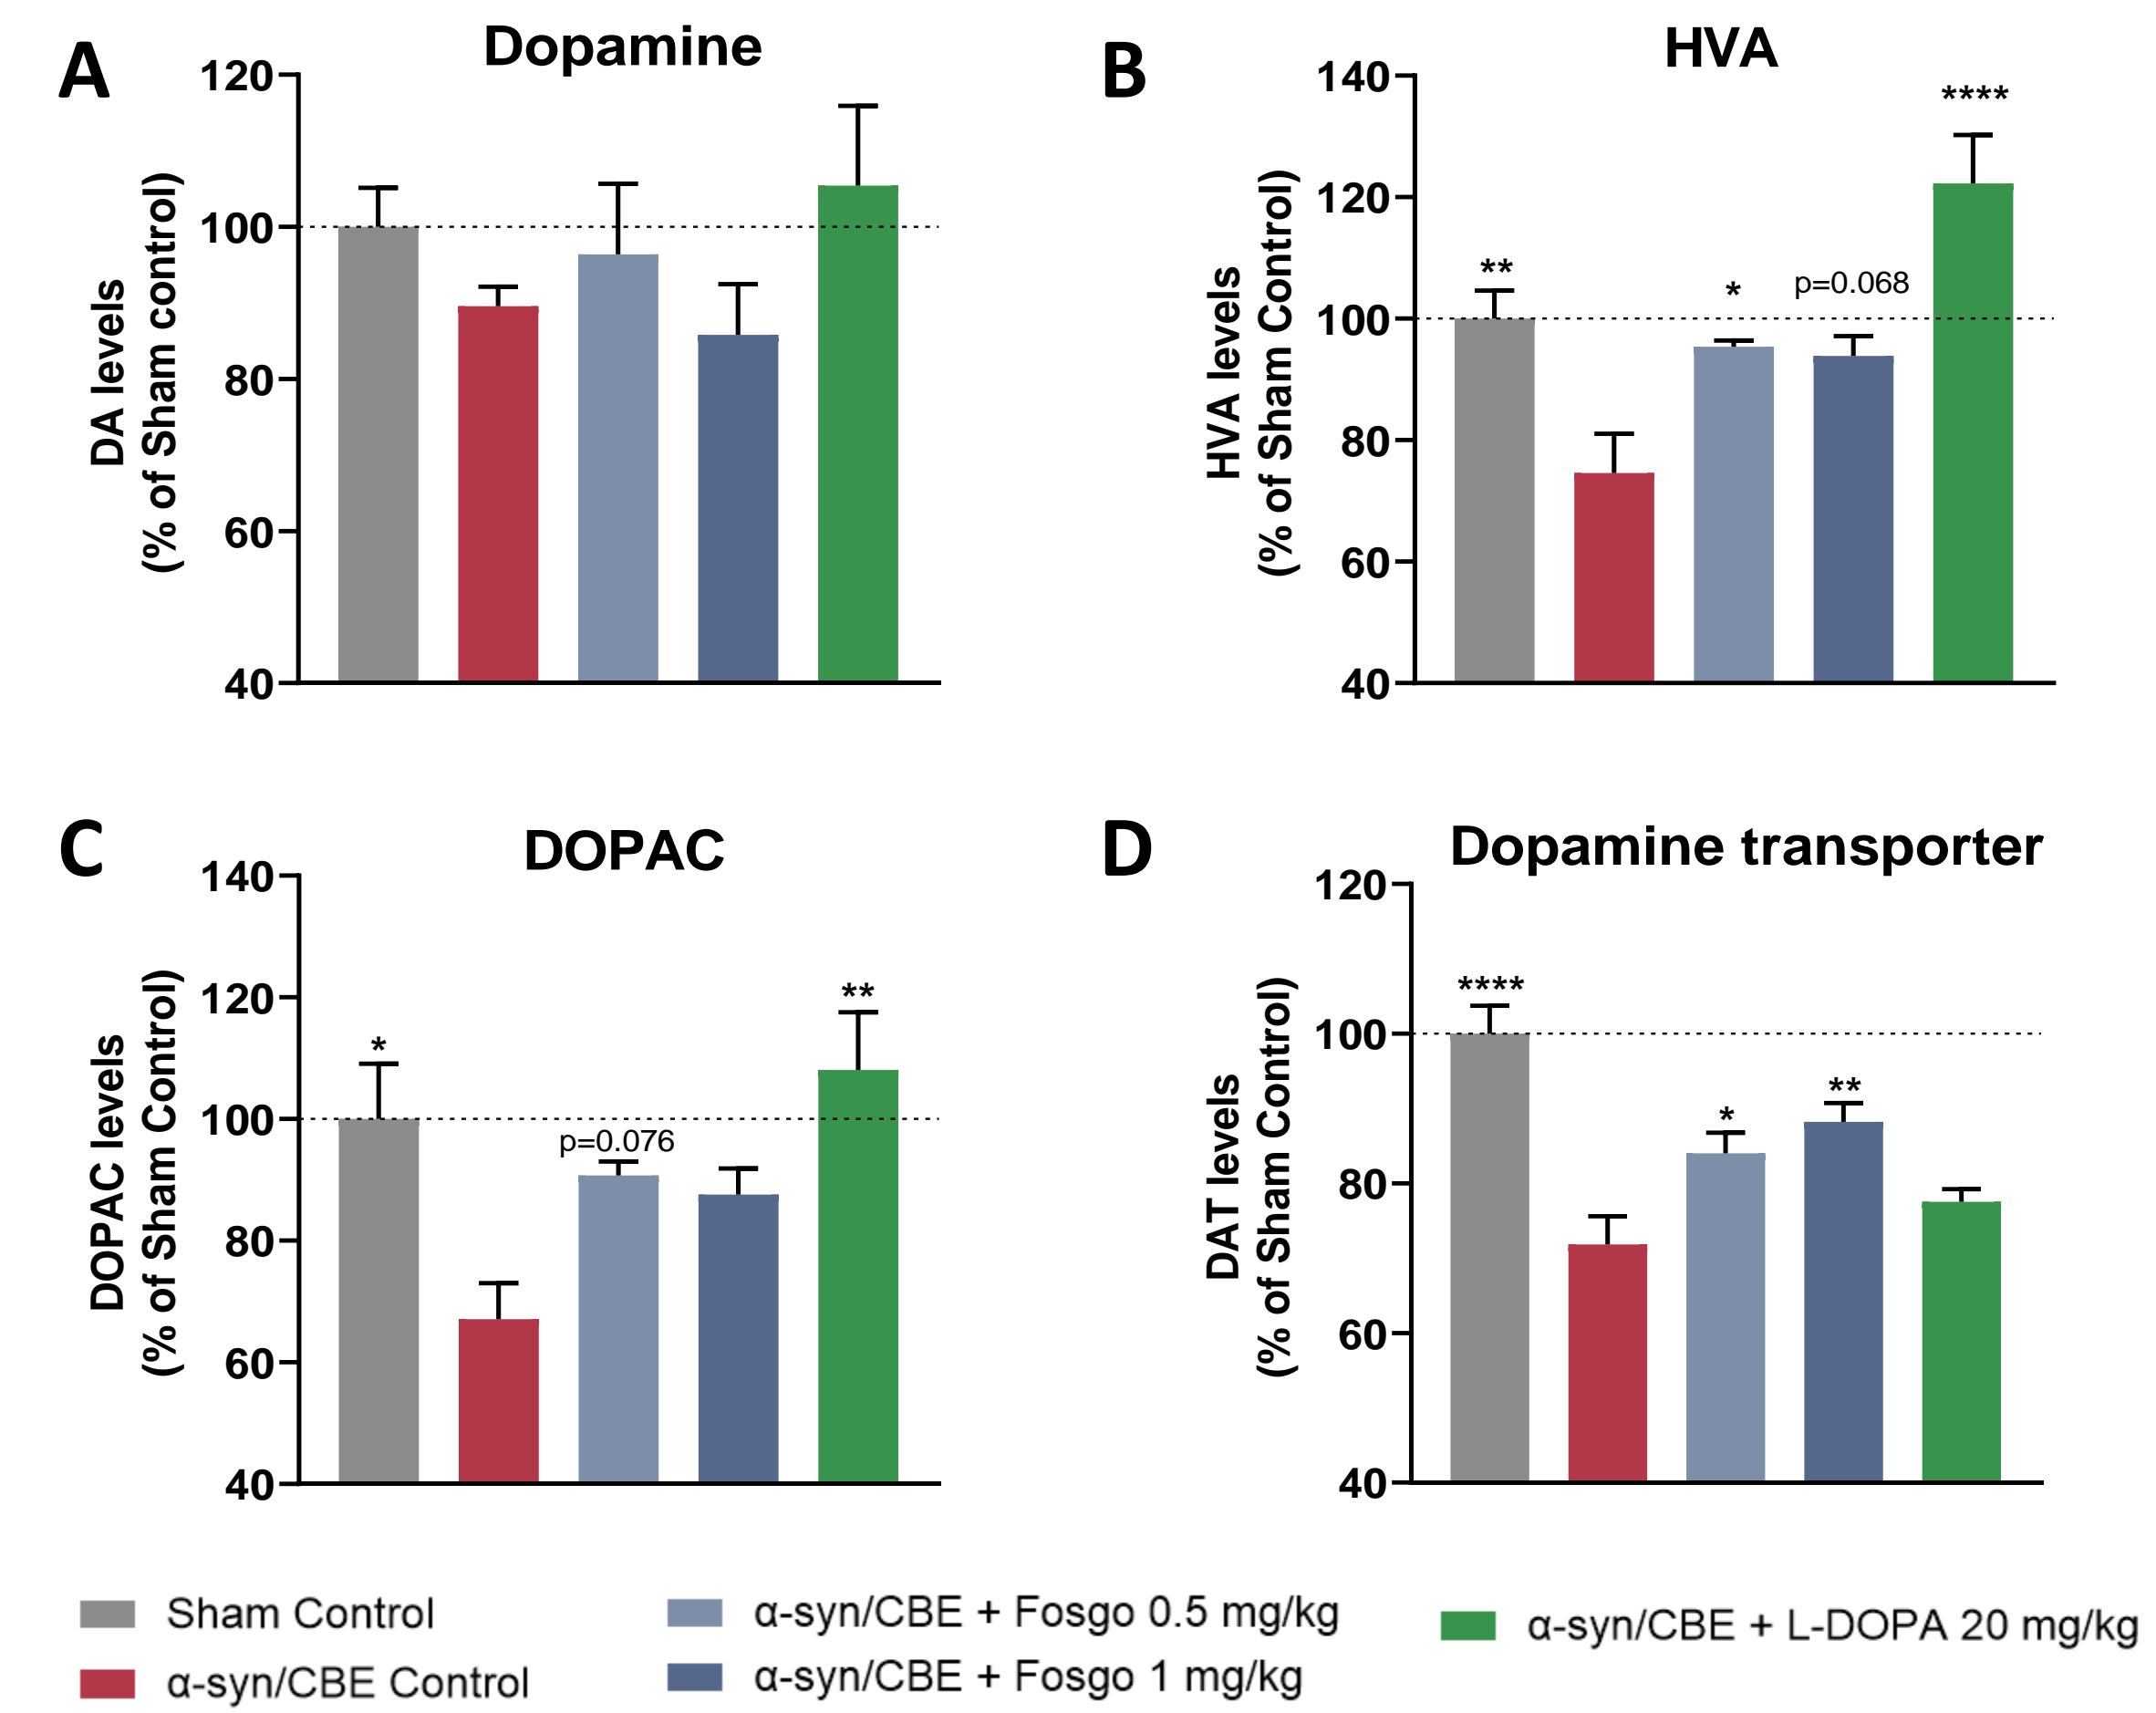 A
Dopamine
DA levels
(% of Sham control)
120
100
80
60
40
B
HVA
HVA levels
(% of Sham Control)
140
120
100
80
60
40
**
*
p=0.068
****
C
DOPAC
DOPAC levels
(% of Sham Control)
140
120
100
80
60
40
*
p=0.076
**
D
Dopamine transporter
DAT levels
(% of Sham Control)
120
100
80
60
40
****
*
**
Sham Control
α-syn/CBE Control
α-syn/CBE + Fosgo 0.5 mg/kg
α-syn/CBE + Fosgo 1 mg/kg
α-syn/CBE + L-DOPA 20 mg/kg